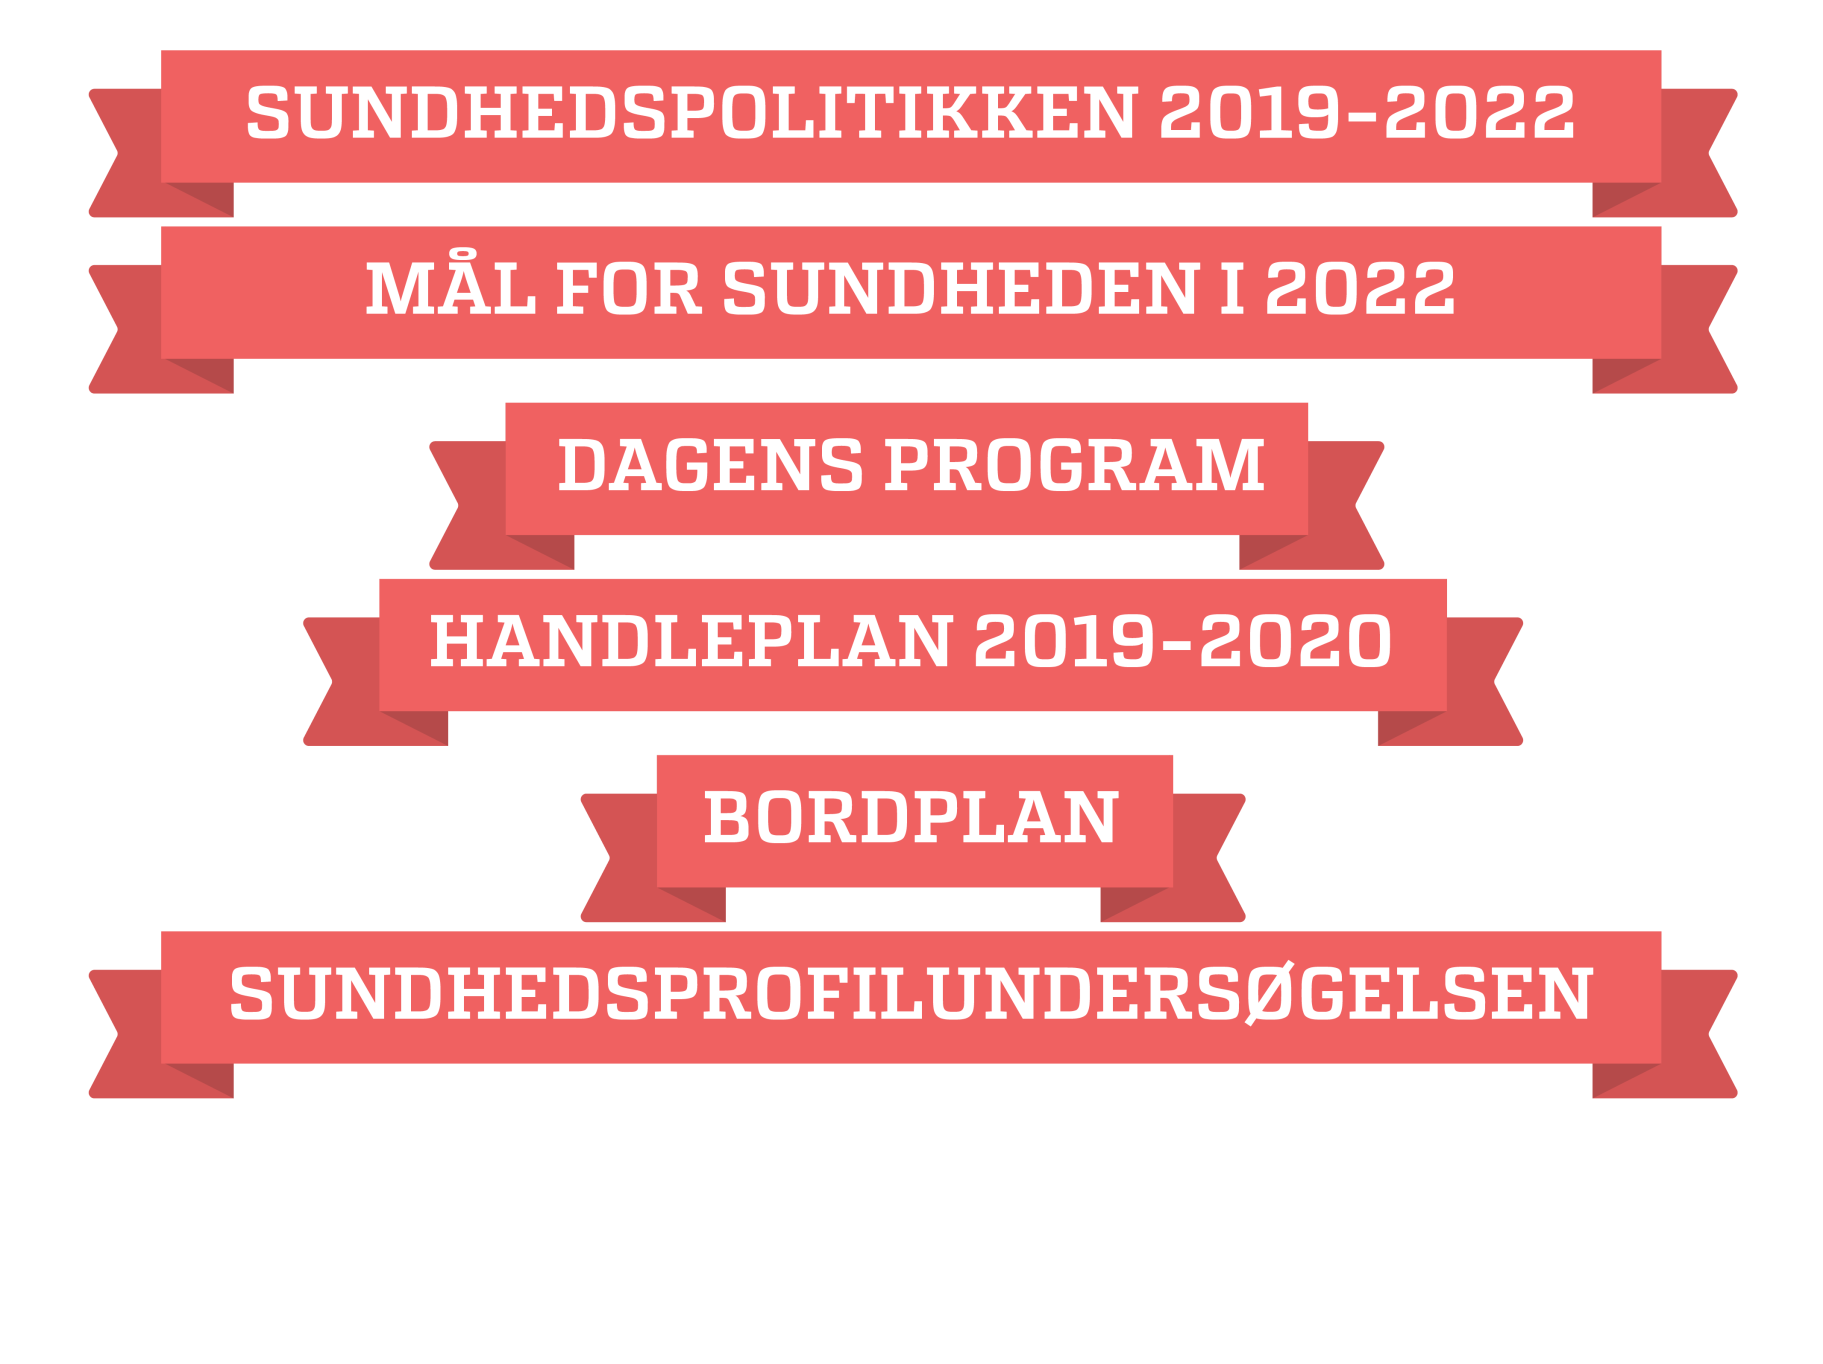 SUNDHEDSPOLITIKKEN 2019-2022
MÅL FOR SUNDHEDEN I 2022
DAGENS PROGRAM
HANDLEPLAN 2019-2020
BORDPLAN
SUNDHEDSPROFILUNDERSØGELSEN